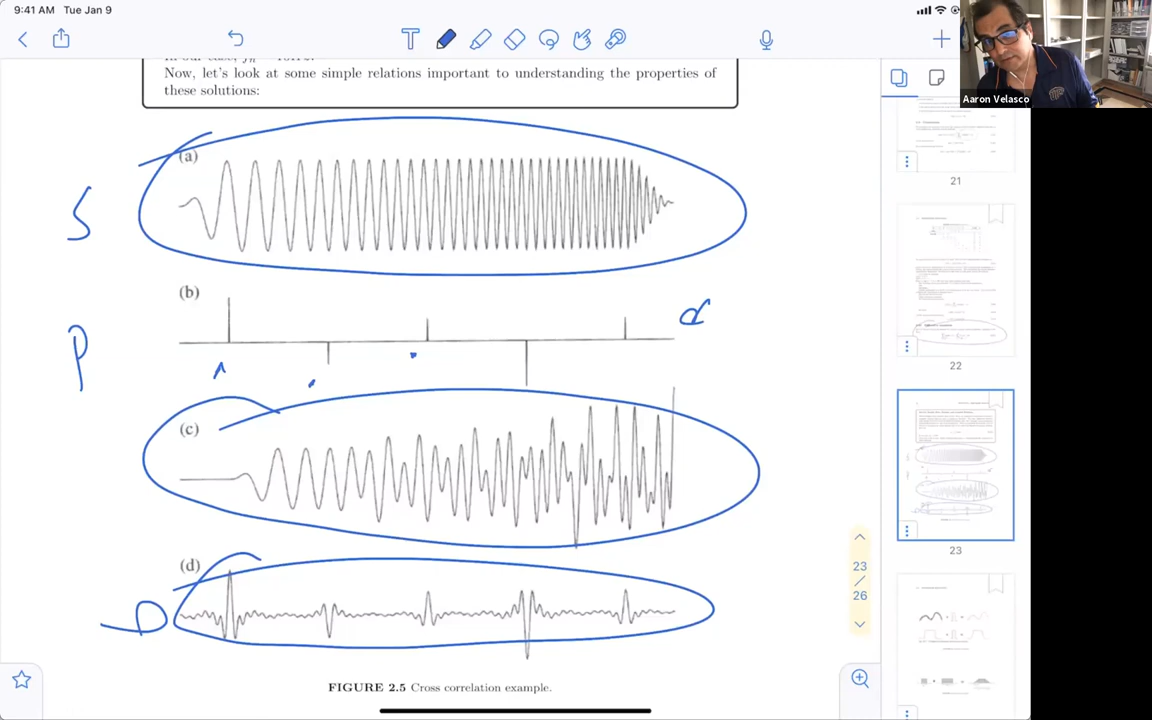 9:41 AM Tue Jan 9
Aaron Velasco
Now, let's look at some simple relations important to understanding the properties of
these solutions:
(a)
S
(b)
P
(c)
(d)
FIGURE 2.5 Cross correlation example.
21
22
23
23
26